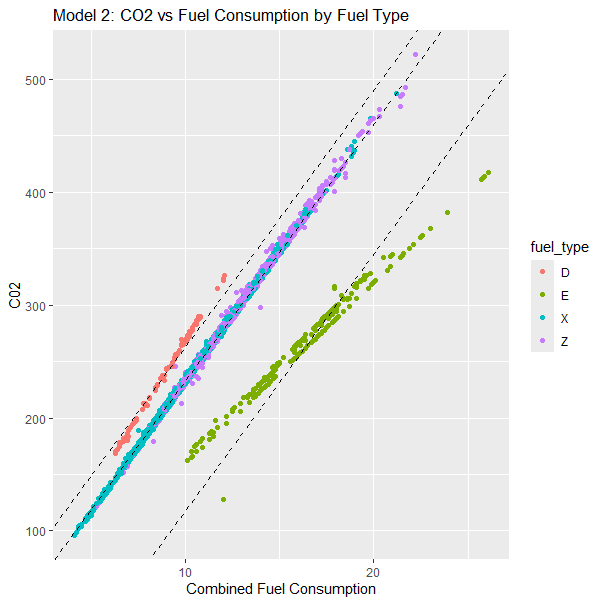 Model 2: CO2 vs Fuel Consumption by Fuel Type
500
400
300
200
100
C02
10
20
Combined Fuel Consumption
fuel_type
D
E
X
Z